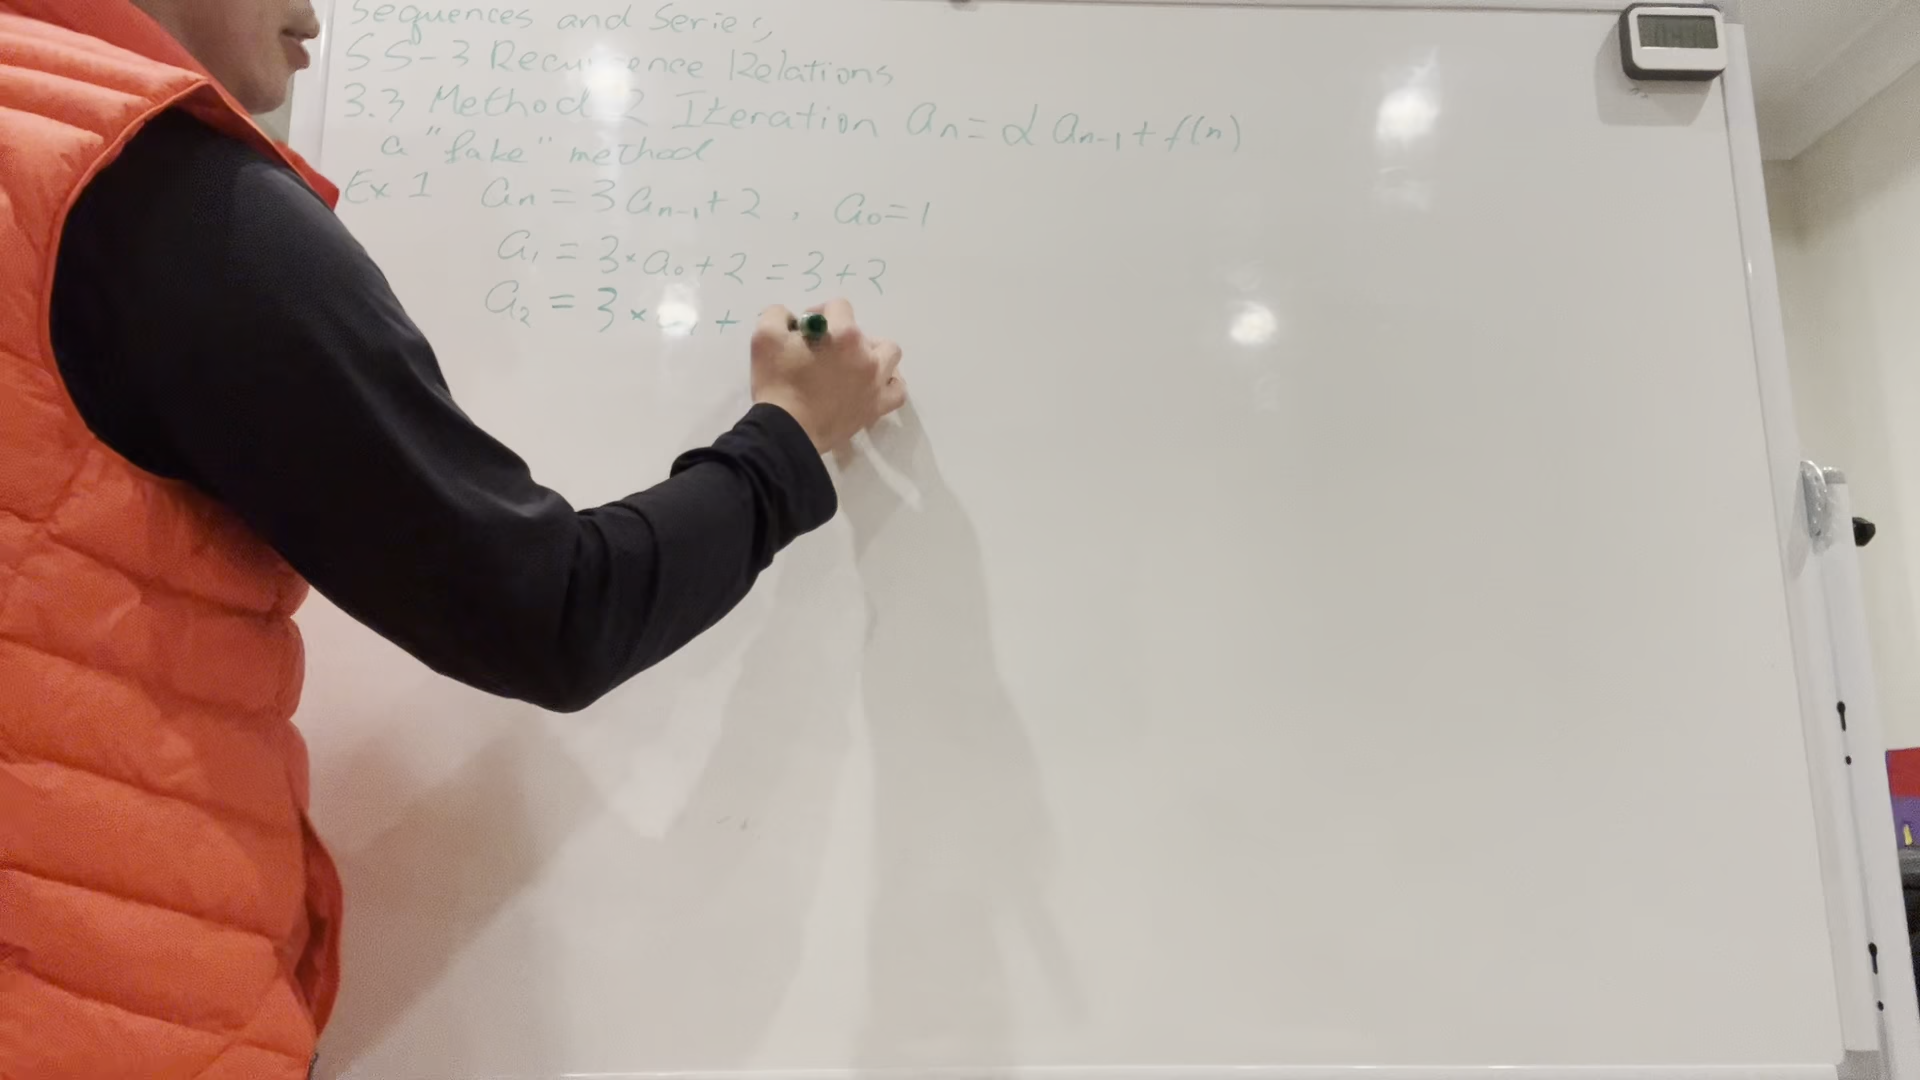 Sequences and Series,
SS-3 Recurrence Relations
3.3 Method 2 Iteration aₙ = α aₙ₋₁ + f(n)
a "fake" method
Ex 1 aₙ = 3aₙ₋₁ + 2 , a₀ = 1
a₁ = 3 × a₀ + 2 = 3 + 2
a₂ = 3 × +